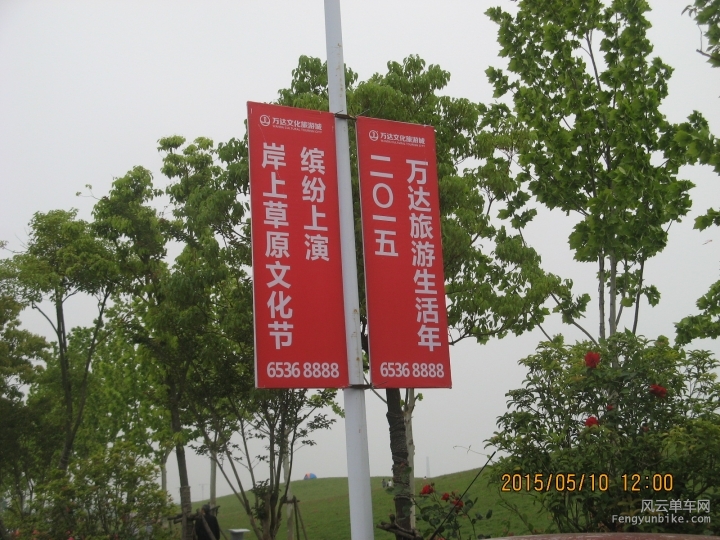 万达文化旅游城
岸上草原文化节
缤纷上演
6536 8888
万达文化旅游城
二〇一五
万达旅游生活年
6536 8888
2015/05/10 12:00
风云单车网
Fengyunbike.com